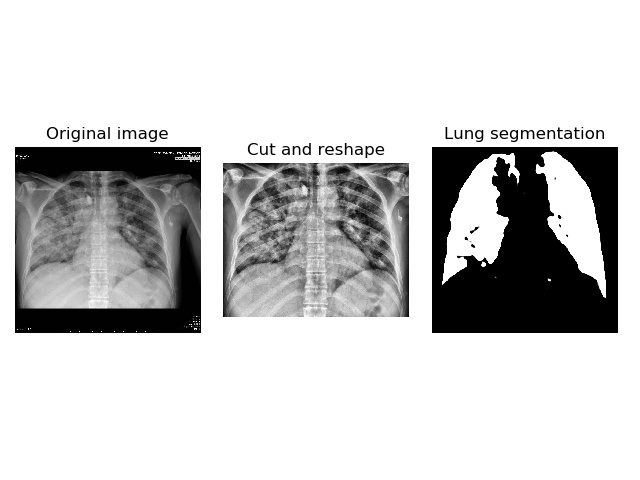 Original image
Cut and reshape
Lung segmentation